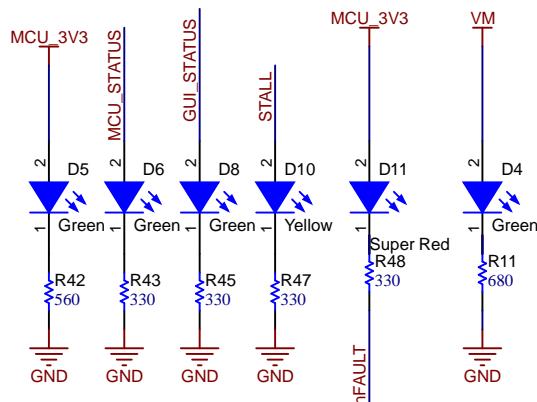 MCU_3V3
MCU_STATUS
GUI_STATUS
STALL
MCU_3V3
VM
2
D5
1
Green
R42
560
GND
2
D6
1
Green
R43
330
GND
2
D8
1
Green
R45
330
GND
2
D10
1
Yellow
R47
330
GND
2
D11
1
Super Red
R48
330
nFAULT
2
D4
1
Green
R11
680
GND